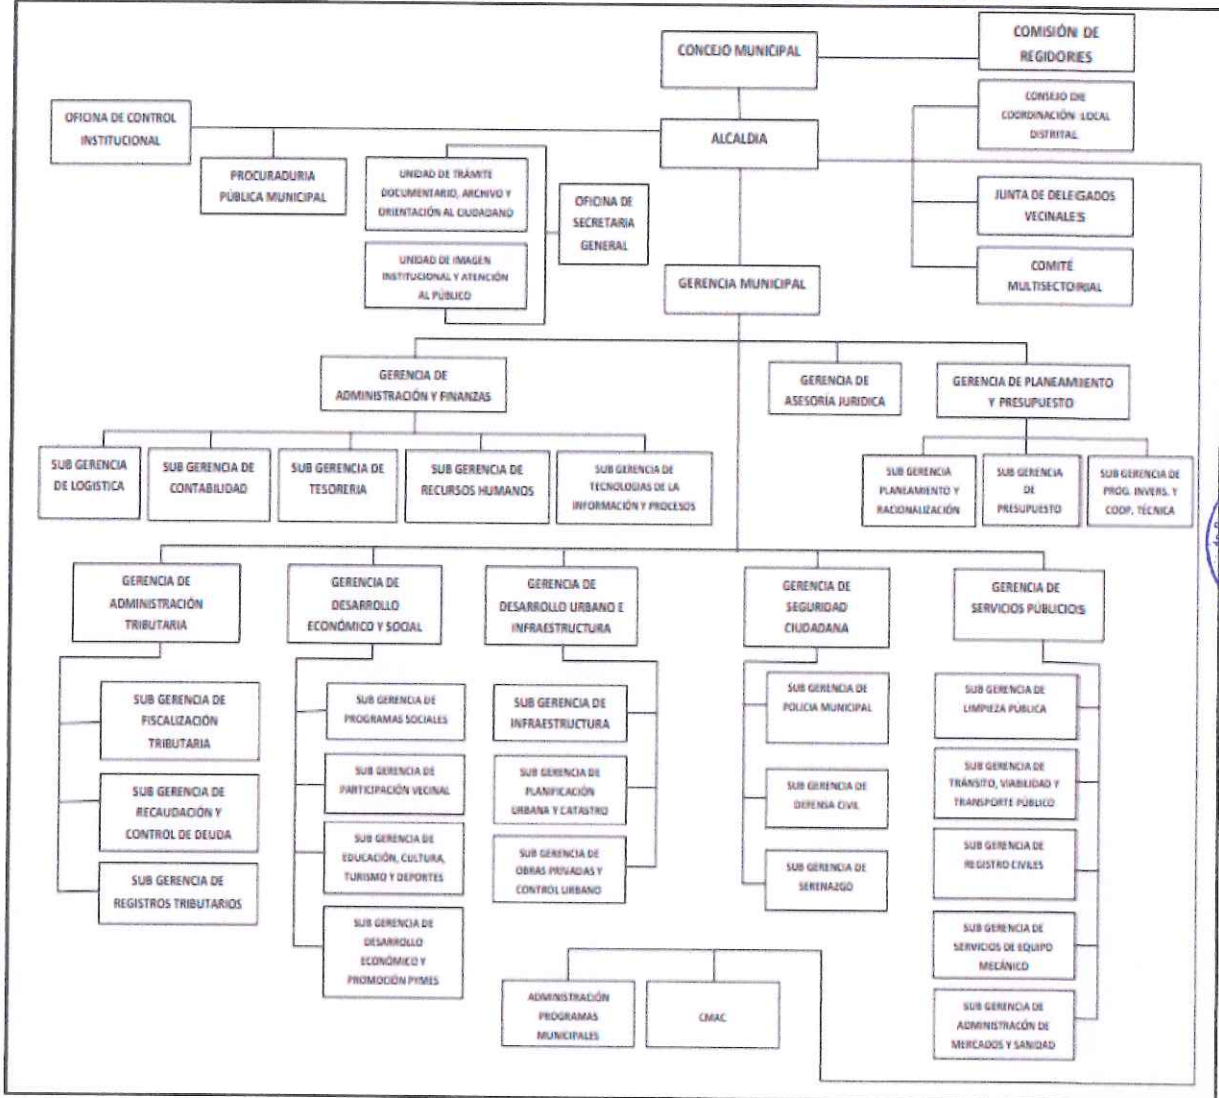 COMISIÓN DE
REGIDORIES
CONCEJO MUNICIPAL
CONSEJO DIE
COORDINACIÓN LOCAL
DISTRITAL
OFICINA DE CONTROL
INSTITUCIONAL
ALCALDIA
PROCURADURIA
PÚBLICA MUNICIPAL
UNIDAD DE TRÁMITE
DOCUMENTARIO, ARCHIVO Y
ORIENTACIÓN AL CIUDADANO
OFICINA DE
SECRETARIA
GENERAL
JUNTA DE DELEIGADOS
VECINALEIS
UNIDAD DE IMAGEN
INSTITUCIONAL Y ATENCIÓN
AL PÚBLICO
GERENCIA MUNICIPAL
COMITÉ
MULTISECTOIRIAL
GERENCIA DE
ADMINISTRACIÓN Y FINANZAS
GERENCIA DE
ASESORÍA JURIDICA
GERENCIA DE PLANEAMIENTO
Y PRESUPUESTO
SUB GERENCIA
DE LOGISTICA
SUB GERENCIA DE
CONTABILIDAD
SUB GERENCIA DE
TESORERIA
SUB GERENCIA DE
RECURSOS HUMANOS
SUB GERENCIA DE
TECNOLOGIAS DE LA
INFORMACIÓN Y PROCESOS
SUB GERENCIA
PLANEAMIENTO Y
RACIONALIZACIÓN
SUB GERENCIA
DE
PRESUPUESTO
SUB GERENCIA DE
PROG. INVERS. Y
COOP. TÉCNICA
GERENCIA DE
ADMINISTRACIÓN
TRIBUTARIA
GERENCIA DE
DESARROLLO
ECONÓMICO Y SOCIAL
GERENCIA DE
DESARROLLO URBANO E
INFRAESTRUCTURA
GERENCIA DE
SEGURIDAD
CIUDADANA
GERENCIA DE
SERVICIOS PÚBLICIOS
SUB GERENCIA DE
FISCALIZACIÓN
TRIBUTARIA
SUB GERENCIA DE
RECAUDACIÓN Y
CONTROL DE DEUDA
SUB GERENCIA DE
REGISTROS TRIBUTARIOS
SUB GERENCIA DE
PROGRAMAS SOCIALES
SUB GERENCIA DE
PARTICIPACIÓN VECINAL
SUB GERENCIA DE
EDUCACIÓN, CULTURA,
TURISMO Y DEPORTES
SUB GERENCIA DE
DESARROLLO
ECONÓMICO Y
PROMOCIÓN PYMES
SUB GERENCIA DE
INFRAESTRUCTURA
SUB GERENCIA DE
PLANIFICACIÓN
URBANA Y CATASTRO
SUB GERENCIA DE
OBRAS PRIVADAS Y
CONTROL URBANO
SUB GERENCIA DE
POLICIA MUNICIPAL
SUB GERENCIA DE
DEFENSA CIVIL
SUB GERENCIA DE
SERENAZGO
SUB GERENCIA DE
LIMPIEZA PÚBLICA
SUB GERENCIA DE
TRÁNSITO, VIABILIDAD Y
TRANSPORTE PÚBLICO
SUB GERENCIA DE
REGISTRO CIVILES
SUB GERENCIA DE
SERVICIOS DE EQUIPO
MECÁNICO
SUB GERENCIA DE
ADMINISTRACÓN DE
MERCADOS Y SANIDAD
ADMINISTRACIÓN
PROGRAMAS
MUNICIPALES
CMAC